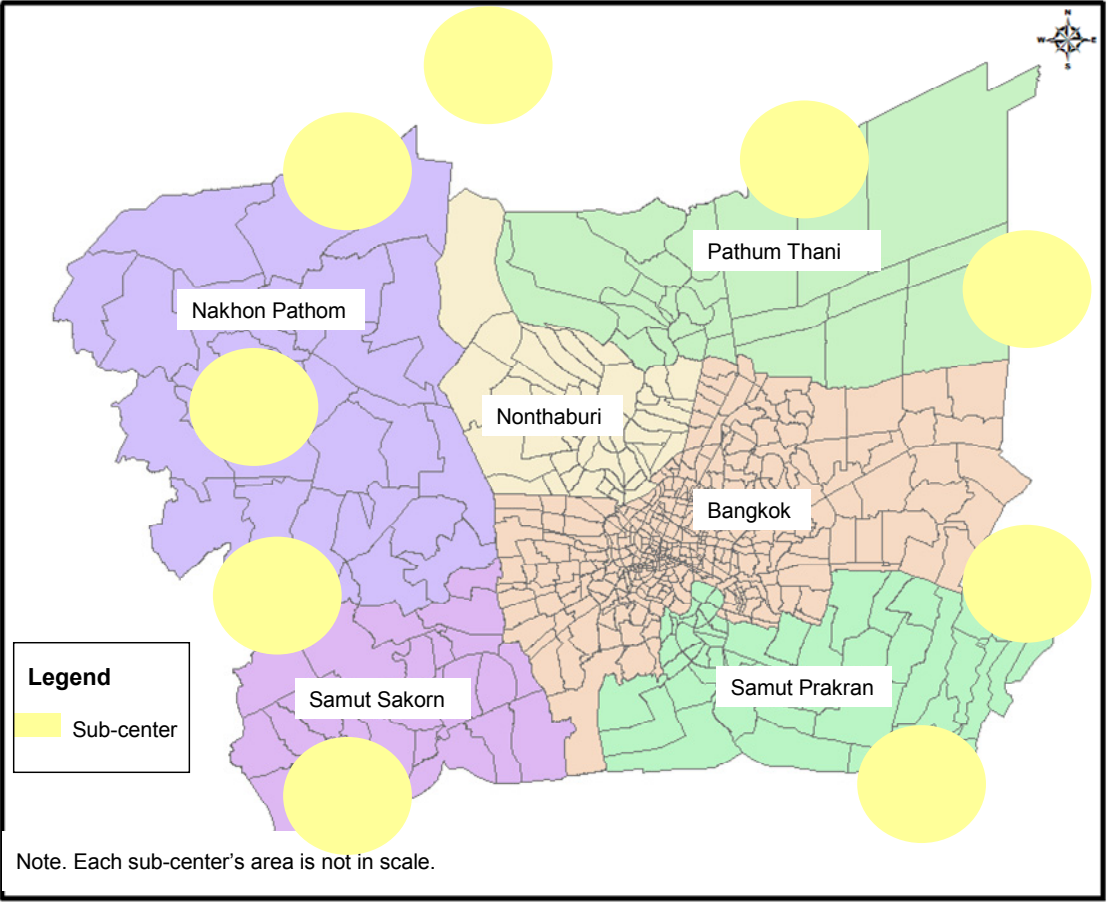 N
W E
S
Pathum Thani
Nakhon Pathom
Nonthaburi
Bangkok
Samut Prakran
Samut Sakorn
Legend
Sub-center
Note. Each sub-center's area is not in scale.